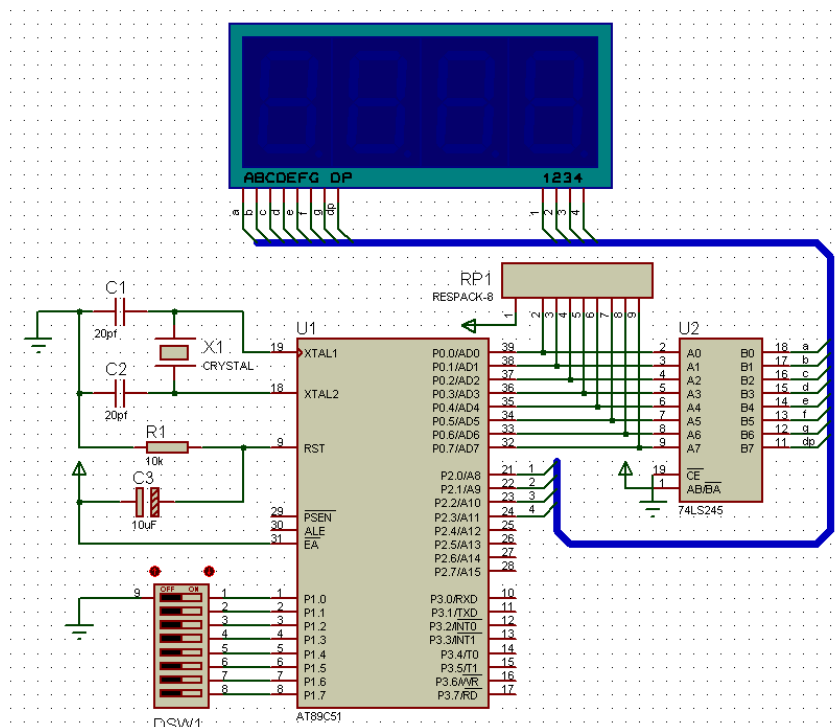 ABCDEFG DP 1234
a b c d e f g dp 1 2 3 4
RP1
RESPACK-8
1 2 3 4 5 6 7 8 9
C1
20pf
X1
CRYSTAL
C2
20pf
R1
10k
C3
10uF
U1
19 XTAL1 P0.0/AD0 39
P0.1/AD1 38
P0.2/AD2 37
18 XTAL2 P0.3/AD3 36
P0.4/AD4 35
P0.5/AD5 34
P0.6/AD6 33
9 RST P0.7/AD7 32
P2.0/A8 21 1
P2.1/A9 22 2
P2.2/A10 23 3
29 PSEN P2.3/A11 24 4
30 ALE P2.4/A12 25
31 EA P2.5/A13 26
P2.6/A14 27
P2.7/A15 28
1 P1.0 P3.0/RXD 10
2 P1.1 P3.1/TXD 11
3 P1.2 P3.2/INT0 12
4 P1.3 P3.3/INT1 13
5 P1.4 P3.4/T0 14
6 P1.5 P3.5/T1 15
7 P1.6 P3.6/WR 16
8 P1.7 P3.7/RD 17
AT89C51
U2
2 A0 B0 18 a
3 A1 B1 17 b
4 A2 B2 16 c
5 A3 B3 15 d
6 A4 B4 14 e
7 A5 B5 13 f
8 A6 B6 12 g
9 A7 B7 11 dp
19 CE
1 AB/BA
74LS245
OFF ON
9 1
2
3
4
5
6
7
8
DSW1